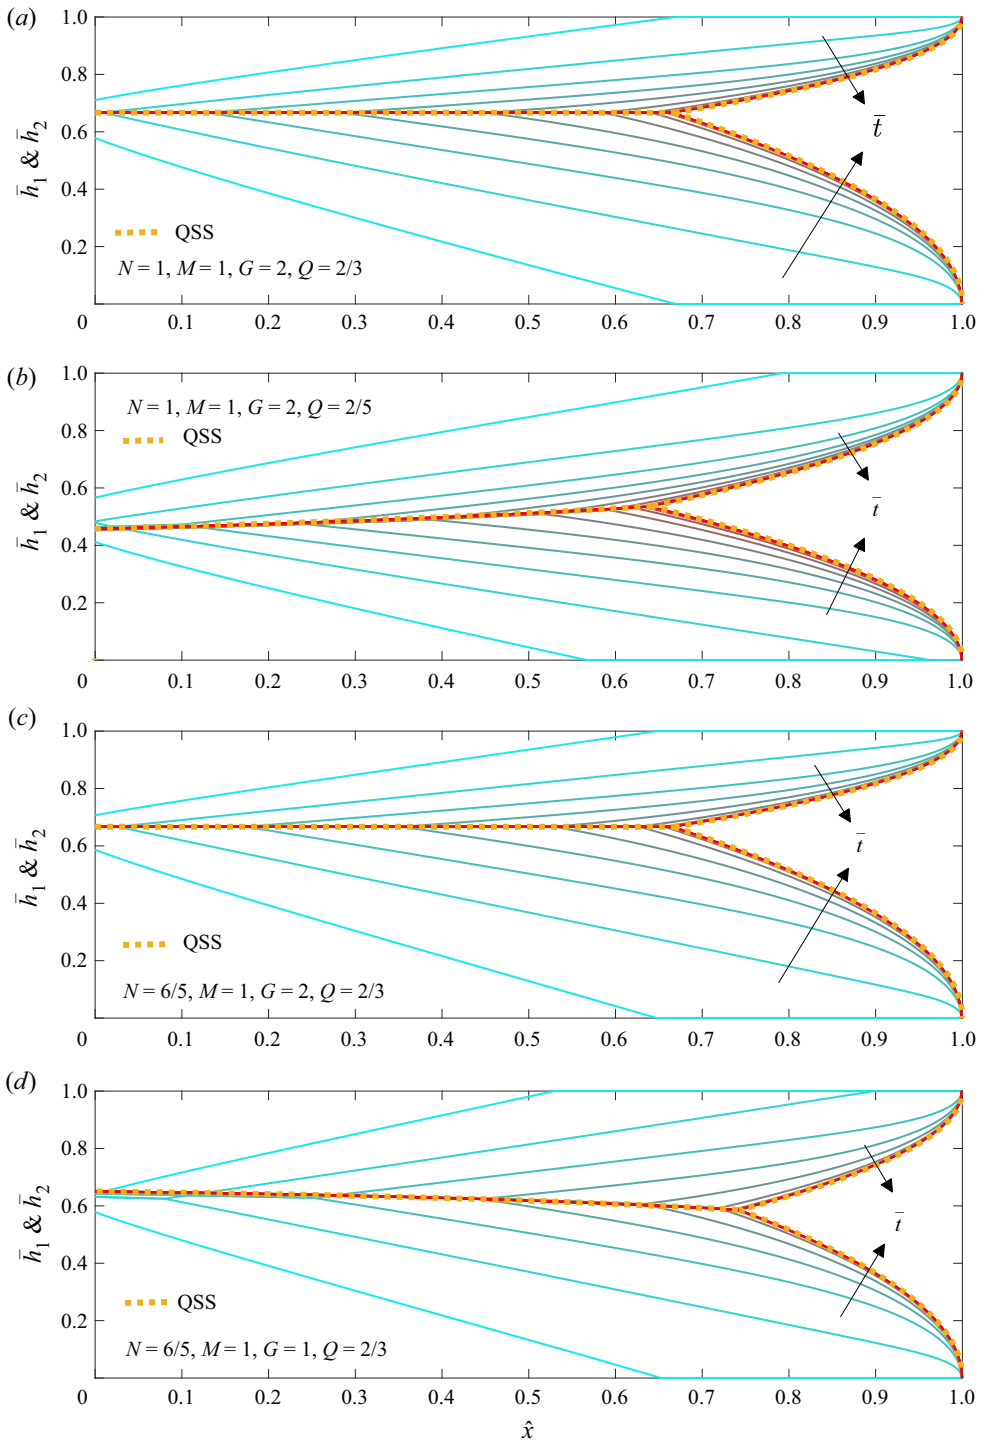 (a)
1.0
0.8
0.6
0.4
0.2
h̄₁ & h̄₂
t̄
QSS
N = 1, M = 1, G = 2, Q = 2/3
0 0.1 0.2 0.3 0.4 0.5 0.6 0.7 0.8 0.9 1.0
(b)
1.0
0.8
0.6
0.4
0.2
h̄₁ & h̄₂
N = 1, M = 1, G = 2, Q = 2/5
QSS
t̄
0 0.1 0.2 0.3 0.4 0.5 0.6 0.7 0.8 0.9 1.0
(c)
1.0
0.8
0.6
0.4
0.2
h̄₁ & h̄₂
t̄
QSS
N = 6/5, M = 1, G = 2, Q = 2/3
0 0.1 0.2 0.3 0.4 0.5 0.6 0.7 0.8 0.9 1.0
(d)
1.0
0.8
0.6
0.4
0.2
h̄₁ & h̄₂
t̄
QSS
N = 6/5, M = 1, G = 1, Q = 2/3
0 0.1 0.2 0.3 0.4 0.5 0.6 0.7 0.8 0.9 1.0
x̂